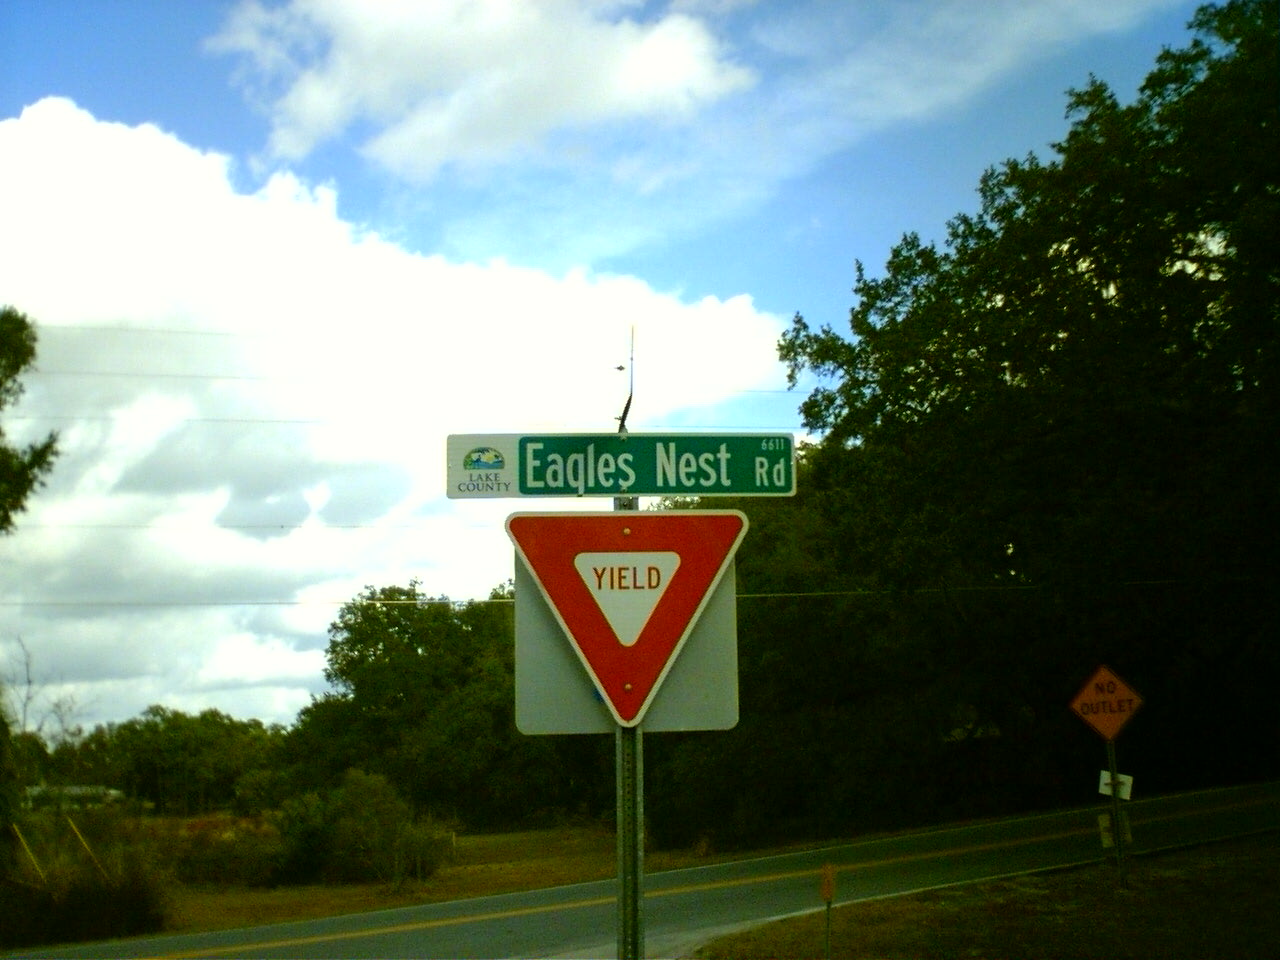 LAKE
COUNTY
Eagles Nest Rd
6611
YIELD
NO
OUTLET